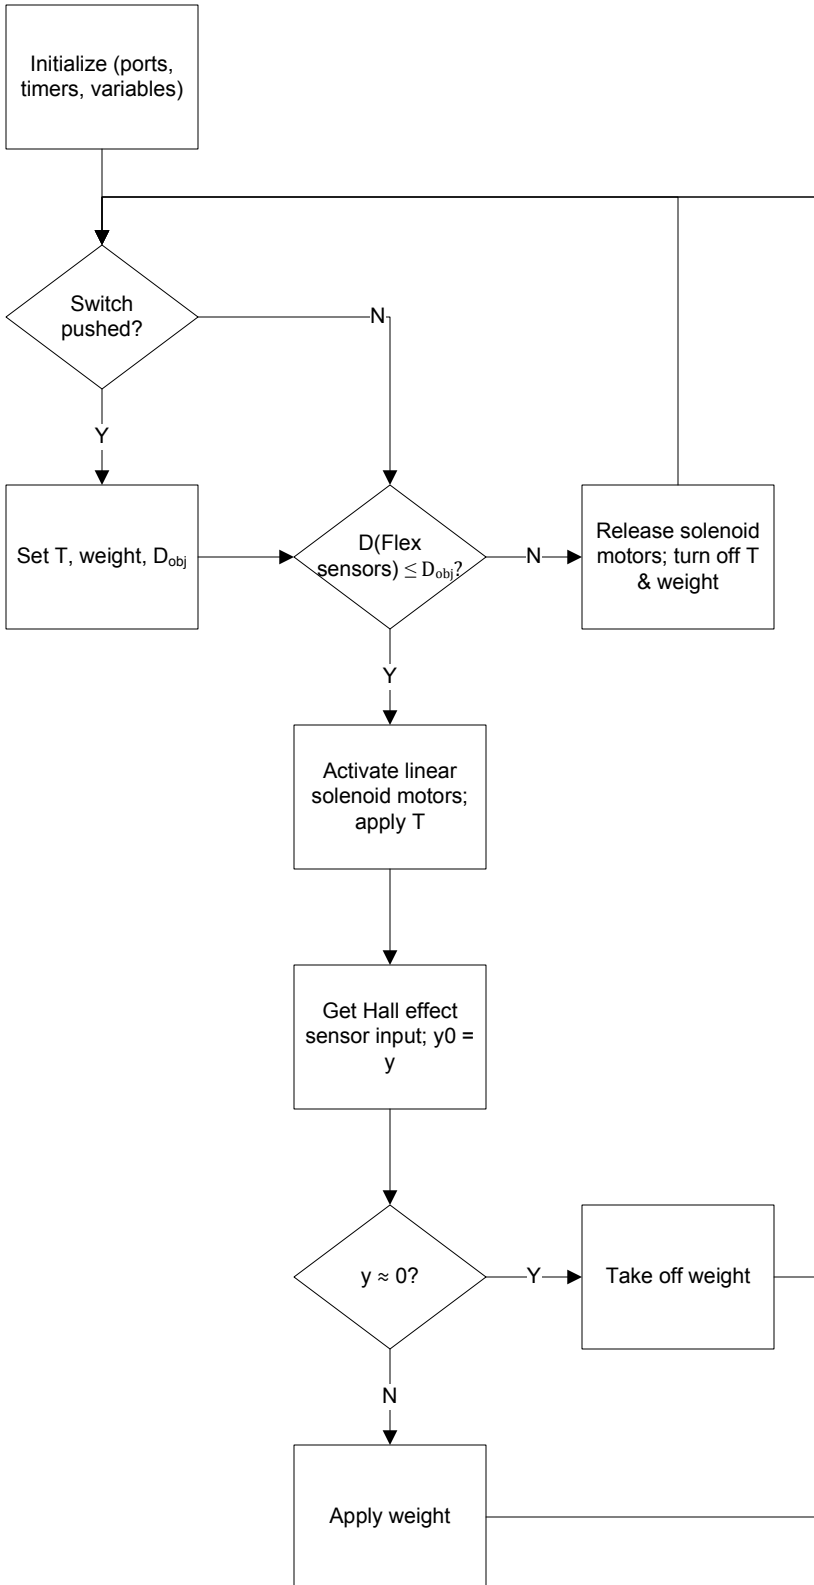 Initialize (ports,
timers, variables)
Switch
pushed?
N
Y
Set T, weight, Dobj
D(Flex
sensors) ≤ Dobj?
N
Release solenoid
motors; turn off T
& weight
Y
Activate linear
solenoid motors;
apply T
Get Hall effect
sensor input; y0 =
y
y ≈ 0?
Y
Take off weight
N
Apply weight